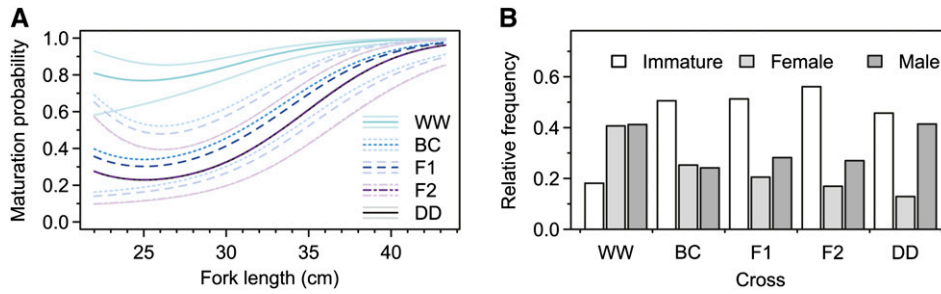 A
Maturation probability
1.0
0.8
0.6
0.4
0.2
0.0
25
30
35
40
Fork length (cm)
WW
BC
F1
F2
DD
B
Relative frequency
0.6
0.4
0.2
0.0
Immature Female Male
WW BC F1 F2 DD
Cross